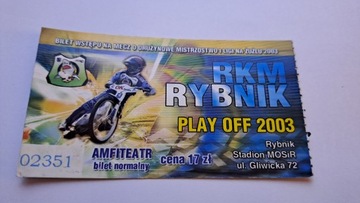 BILET WSTĘPU NA MECZ O DRUŻYNOWE MISTRZOSTWO I LIGI NA ŻUŻLU 2003
RKM
RYBNIK
PLAY OFF 2003
02351
AMFITEATR
bilet normalny
cena 17 zł
Rybnik
Stadion MOSiR
ul. Gliwicka 72